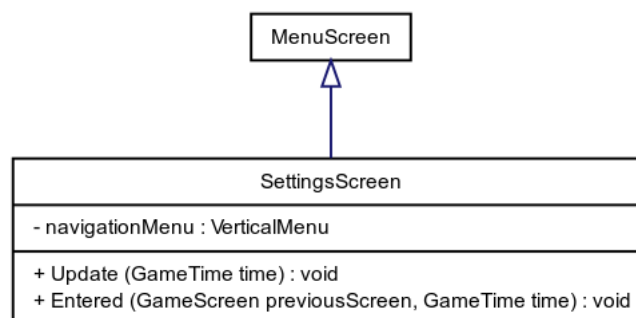 MenuScreen
SettingsScreen
- navigationMenu : VerticalMenu
+ Update (GameTime time) : void
+ Entered (GameScreen previousScreen, GameTime time) : void